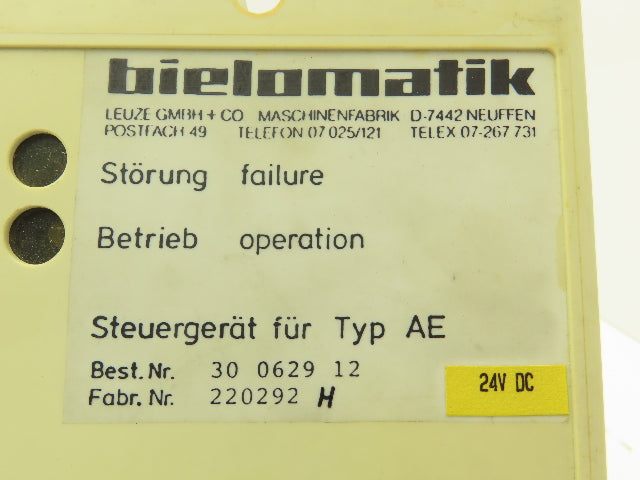 bielomatik
LEUZE GMBH + CO MASCHINENFABRIK D-7442 NEUFFEN
POSTFACH 49 TELEFON 07 025/121 TELEX 07-267 731
Störung failure
Betrieb operation
Steuergerät für Typ AE
Best. Nr. 30 0629 12
Fabr. Nr. 220292 H
24V DC